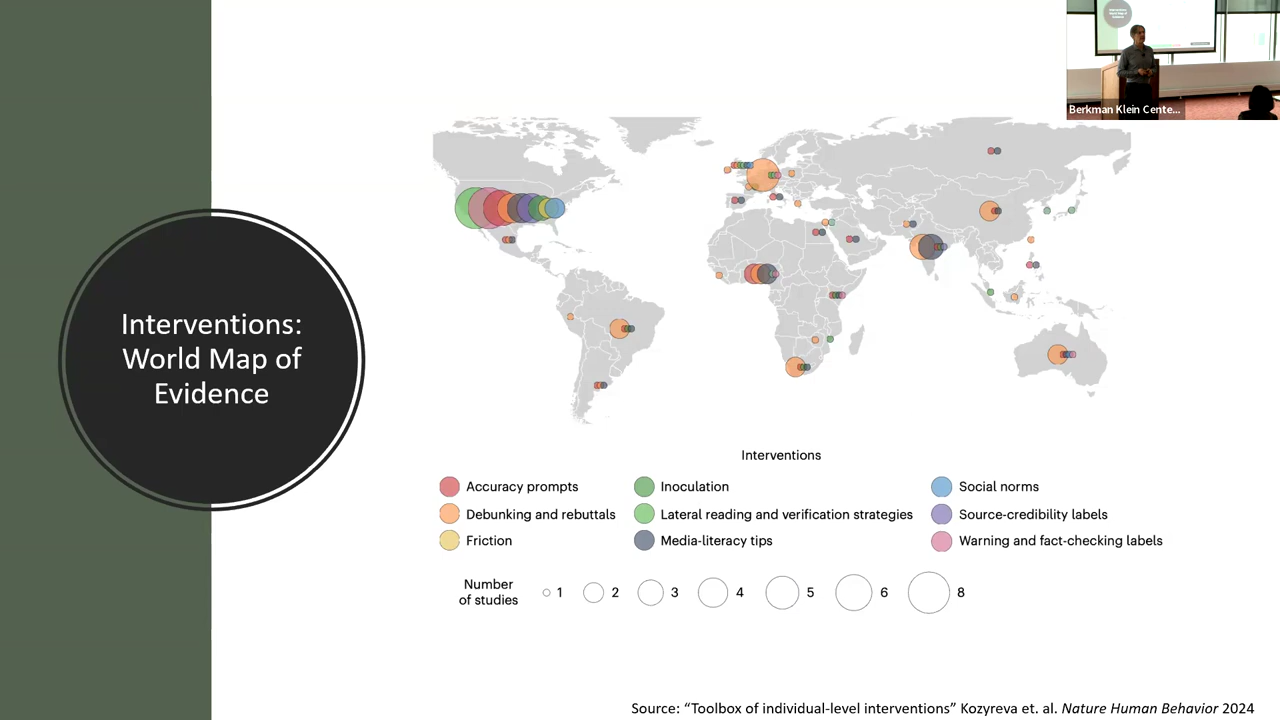 Interventions:
World Map of
Evidence
Berkman Klein Cente...
Interventions
Accuracy prompts
Debunking and rebuttals
Friction
Inoculation
Lateral reading and verification strategies
Media-literacy tips
Social norms
Source-credibility labels
Warning and fact-checking labels
Number
of studies
1
2
3
4
5
6
8
Source: “Toolbox of individual-level interventions” Kozyreva et. al. Nature Human Behavior 2024